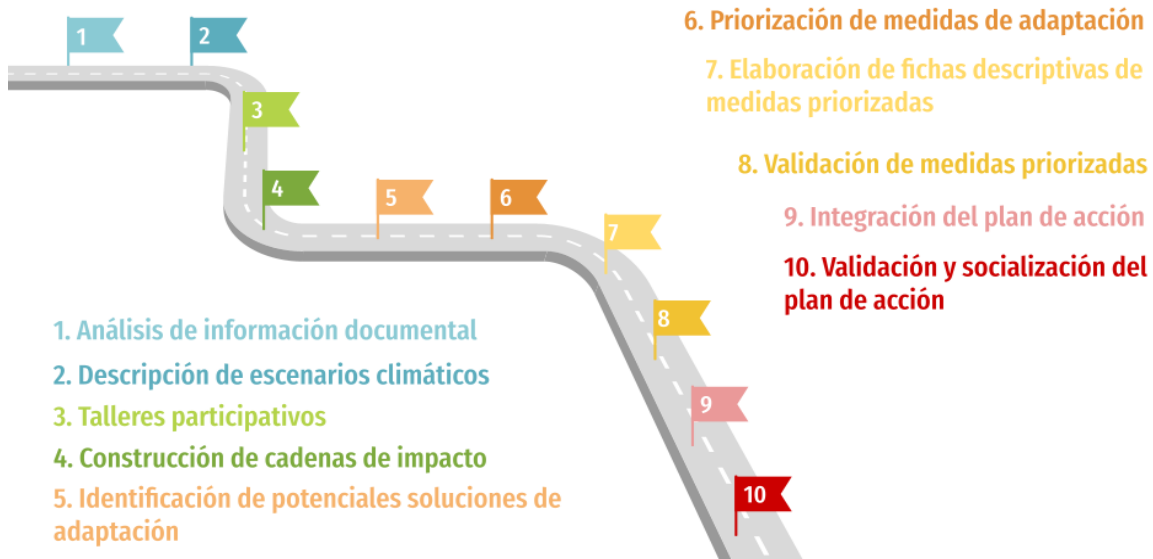 1
2
3
4
5
6
7
8
9
10
1. Análisis de información documental
2. Descripción de escenarios climáticos
3. Talleres participativos
4. Construcción de cadenas de impacto
5. Identificación de potenciales soluciones de
adaptación
6. Priorización de medidas de adaptación
7. Elaboración de fichas descriptivas de
medidas priorizadas
8. Validación de medidas priorizadas
9. Integración del plan de acción
10. Validación y socialización del
plan de acción